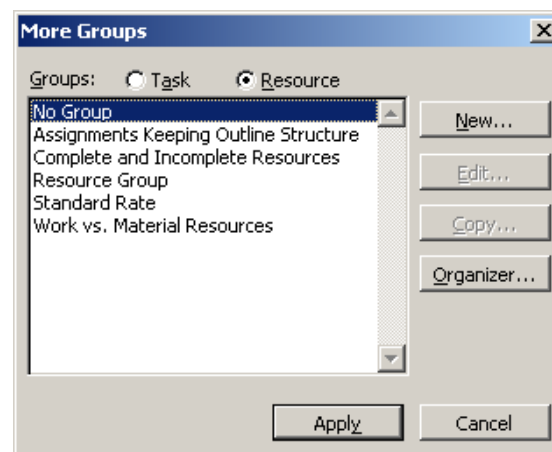 More Groups
Groups: Task Resource
No Group
Assignments Keeping Outline Structure
Complete and Incomplete Resources
Resource Group
Standard Rate
Work vs. Material Resources
New...
Edit...
Copy...
Organizer...
Apply Cancel